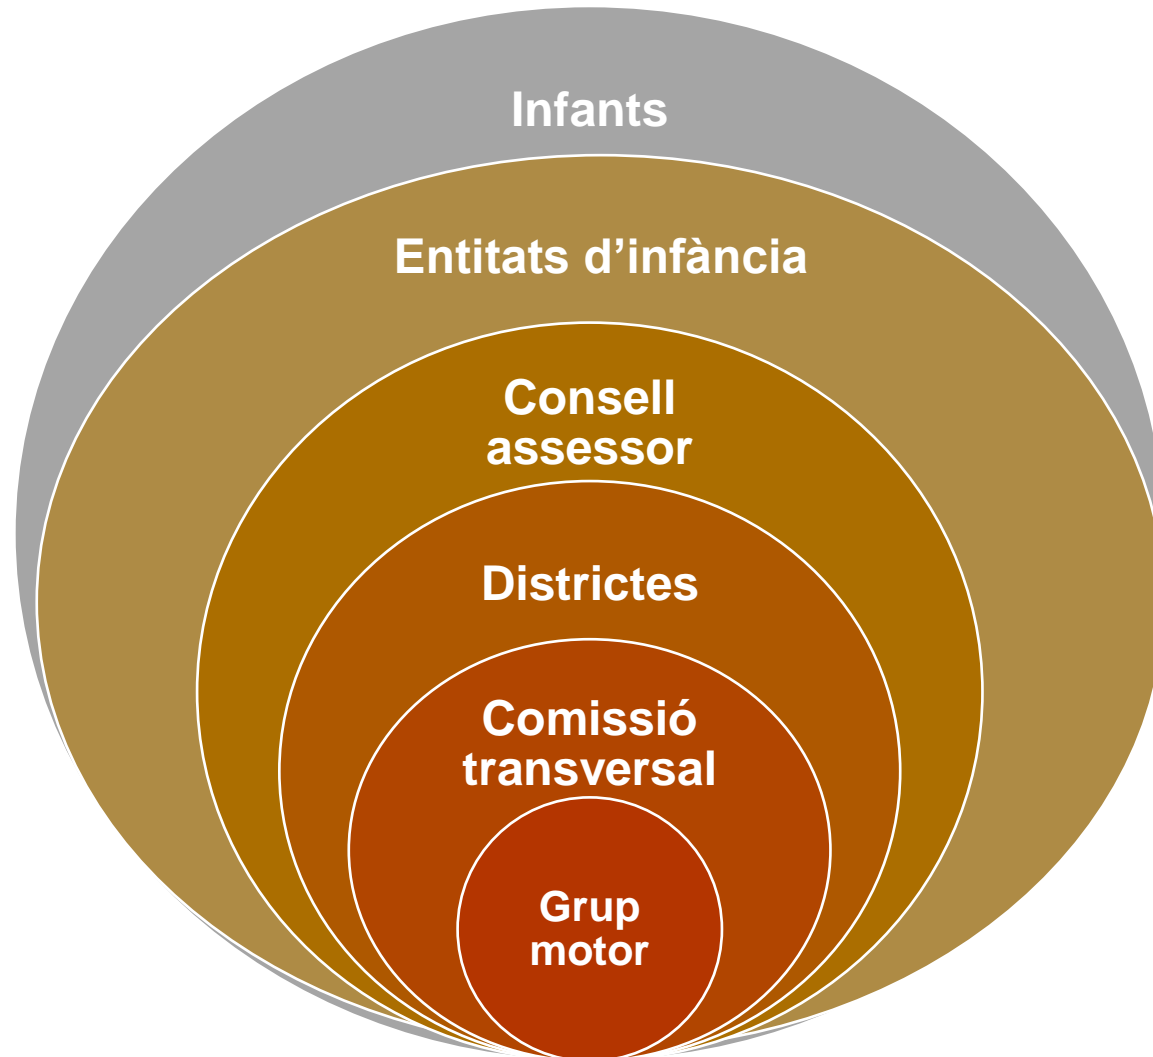 Infants
Entitats d’infància
Consell
assessor
Districtes
Comissió
transversal
Grup
motor